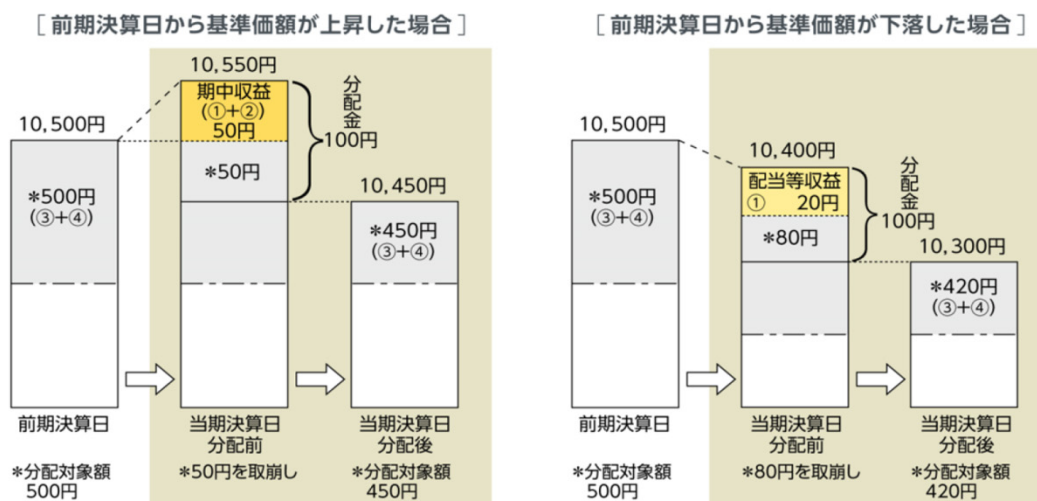 [前期決算日から基準価額が上昇した場合]
10,500円
*500円
(③+④)
前期決算日
*分配対象額
500円
10,550円
期中収益
(①+②)
50円
*50円
分配金
100円
当期決算日
分配前
*50円を取崩し
10,450円
*450円
(③+④)
当期決算日
分配後
*分配対象額
450円
[前期決算日から基準価額が下落した場合]
10,500円
*500円
(③+④)
前期決算日
*分配対象額
500円
10,400円
配当等収益
① 20円
*80円
分配金
100円
当期決算日
分配前
*80円を取崩し
10,300円
*420円
(③+④)
当期決算日
分配後
*分配対象額
420円